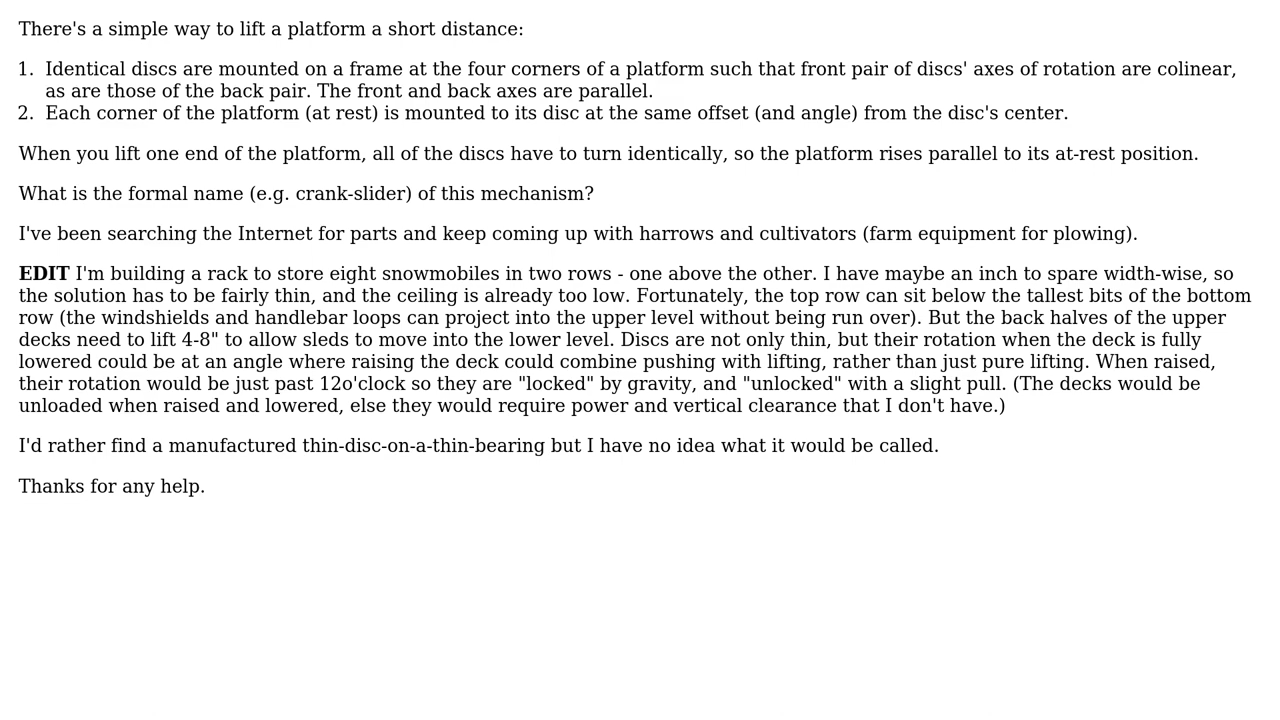 There's a simple way to lift a platform a short distance:
1. Identical discs are mounted on a frame at the four corners of a platform such that front pair of discs' axes of rotation are colinear,
as are those of the back pair. The front and back axes are parallel.
2. Each corner of the platform (at rest) is mounted to its disc at the same offset (and angle) from the disc's center.
When you lift one end of the platform, all of the discs have to turn identically, so the platform rises parallel to its at-rest position.
What is the formal name (e.g. crank-slider) of this mechanism?
I've been searching the Internet for parts and keep coming up with harrows and cultivators (farm equipment for plowing).
EDIT I'm building a rack to store eight snowmobiles in two rows - one above the other. I have maybe an inch to spare width-wise, so
the solution has to be fairly thin, and the ceiling is already too low. Fortunately, the top row can sit below the tallest bits of the bottom
row (the windshields and handlebar loops can project into the upper level without being run over). But the back halves of the upper
decks need to lift 4-8" to allow sleds to move into the lower level. Discs are not only thin, but their rotation when the deck is fully
lowered could be at an angle where raising the deck could combine pushing with lifting, rather than just pure lifting. When raised,
their rotation would be just past 12o'clock so they are "locked" by gravity, and "unlocked" with a slight pull. (The decks would be
unloaded when raised and lowered, else they would require power and vertical clearance that I don't have.)
I'd rather find a manufactured thin-disc-on-a-thin-bearing but I have no idea what it would be called.
Thanks for any help.